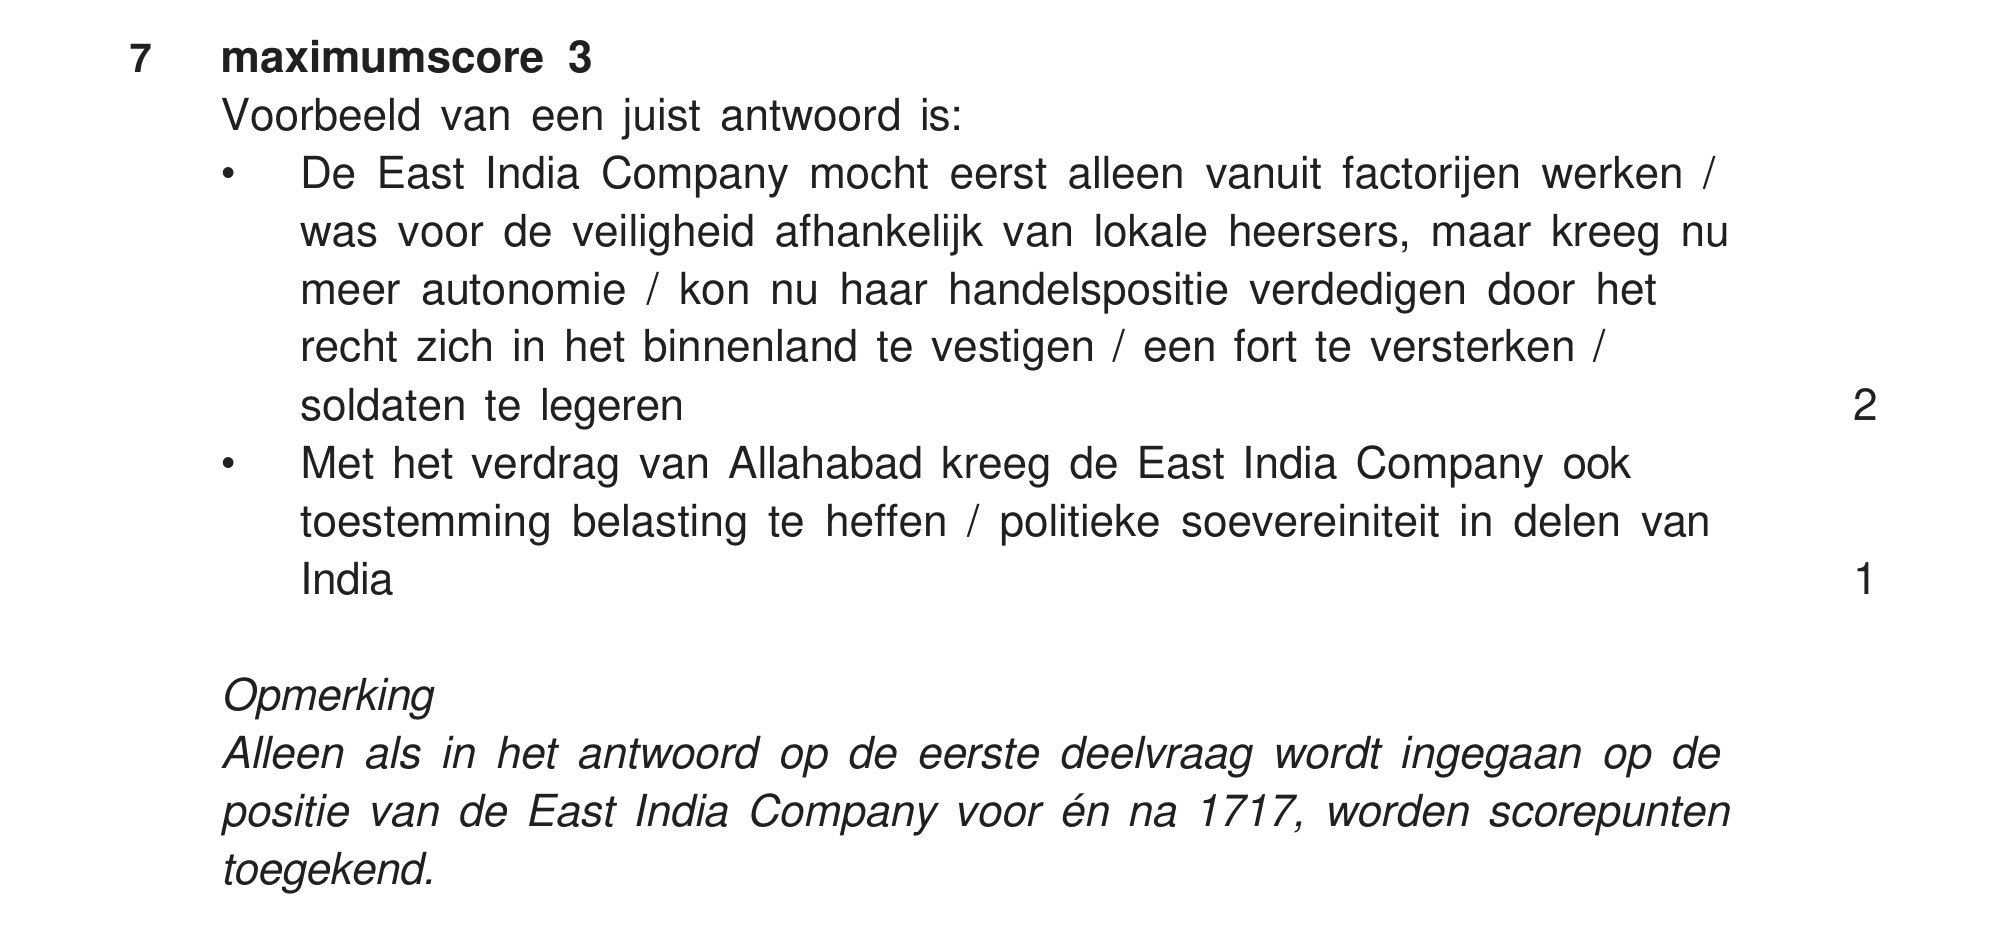 7 maximumscore 3
Voorbeeld van een juist antwoord is:
• De East India Company mocht eerst alleen vanuit factorijen werken /
was voor de veiligheid afhankelijk van lokale heersers, maar kreeg nu
meer autonomie / kon nu haar handelspositie verdedigen door het
recht zich in het binnenland te vestigen / een fort te versterken /
soldaten te legeren 2
• Met het verdrag van Allahabad kreeg de East India Company ook
toestemming belasting te heffen / politieke soevereiniteit in delen van
India 1
Opmerking
Alleen als in het antwoord op de eerste deelvraag wordt ingegaan op de
positie van de East India Company voor én na 1717, worden scorepunten
toegekend.